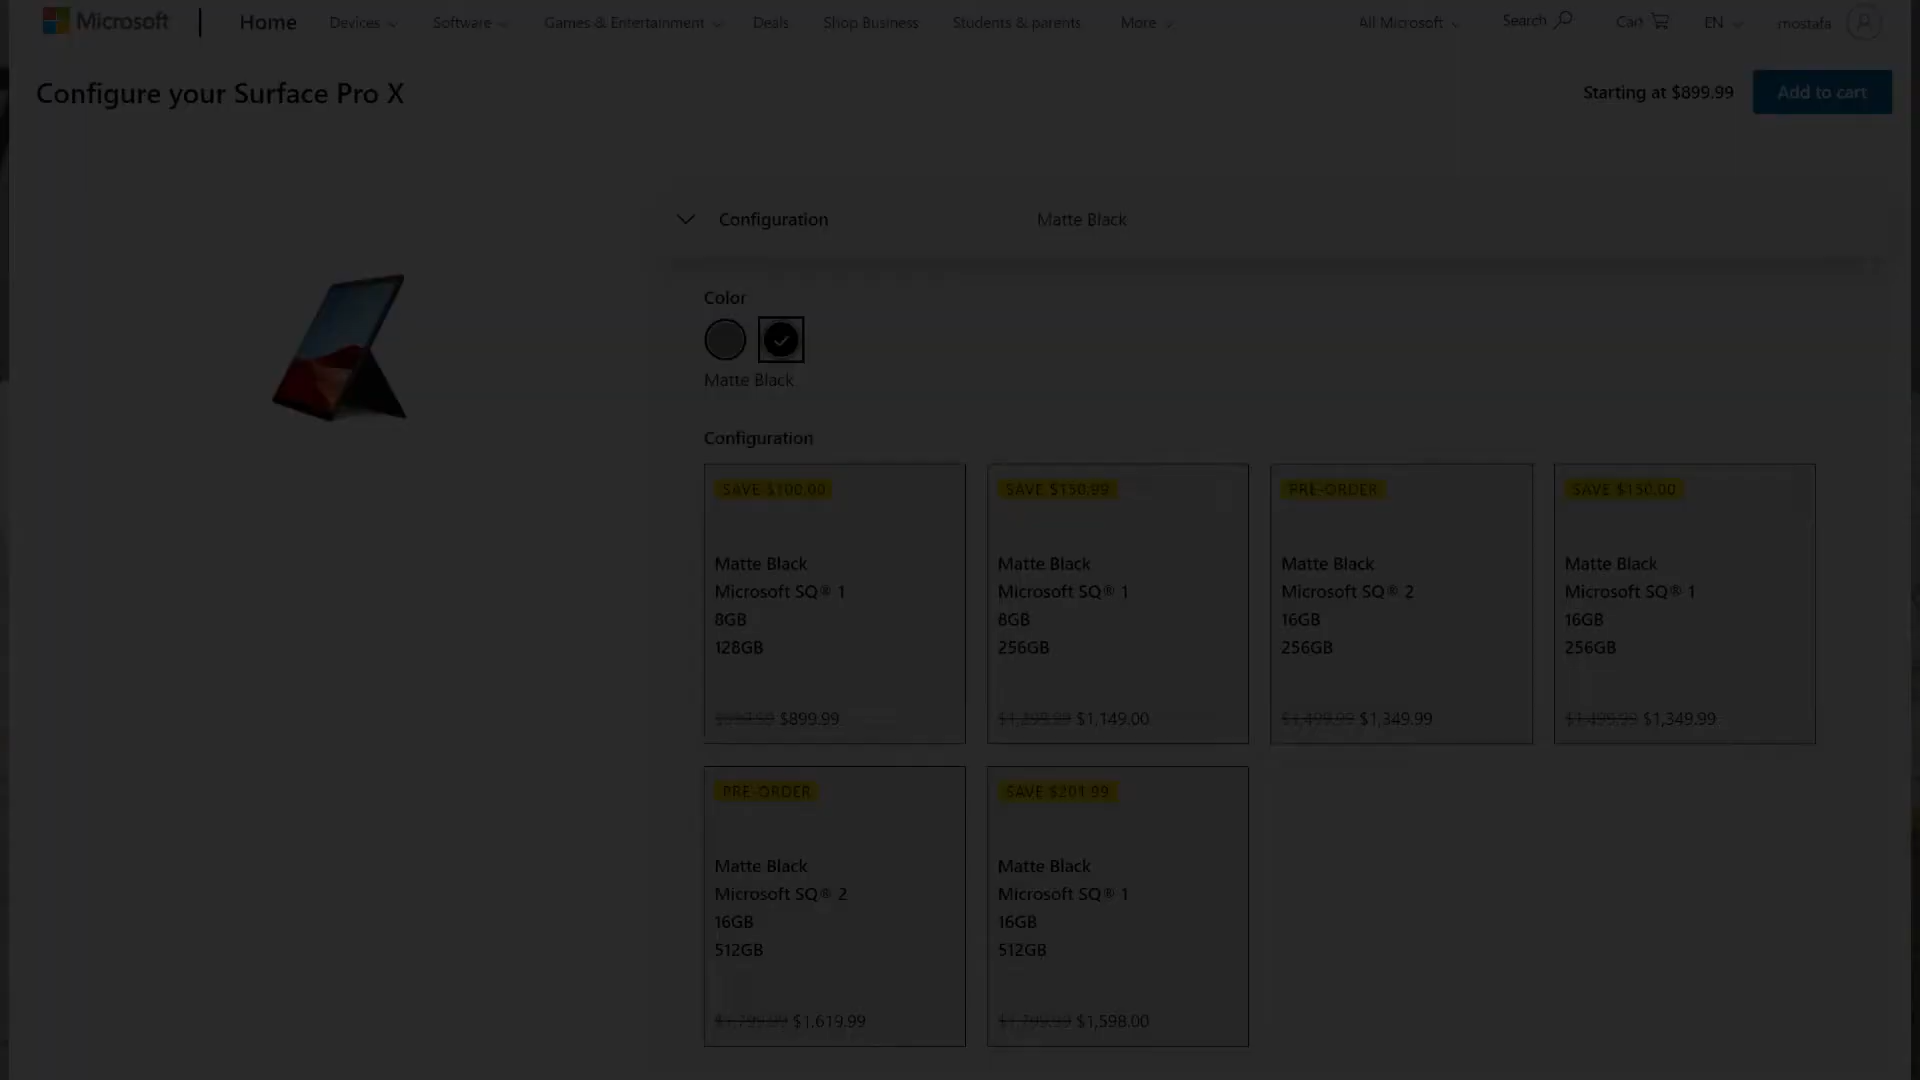 Microsoft
Home
Devices
Software
Games & Entertainment
Deals
Shop Business
Students & parents
More
All Microsoft
Search
Cart
EN
mostafa
Configure your Surface Pro X
Starting at $899.99
Add to cart
Configuration
Matte Black
Color
Matte Black
Configuration
SAVE $100.00
Matte Black
Microsoft SQ® 1
8GB
128GB
$899.99
SAVE $150.99
Matte Black
Microsoft SQ® 1
8GB
256GB
$1,299.99 $1,149.00
PRE-ORDER
Matte Black
Microsoft SQ® 2
16GB
256GB
$1,499.99 $1,349.99
SAVE $150.00
Matte Black
Microsoft SQ® 1
16GB
256GB
$1,499.99 $1,349.99
PRE-ORDER
Matte Black
Microsoft SQ® 2
16GB
512GB
$1,799.99 $1,619.99
SAVE $201.99
Matte Black
Microsoft SQ® 1
16GB
512GB
$1,799.99 $1,598.00